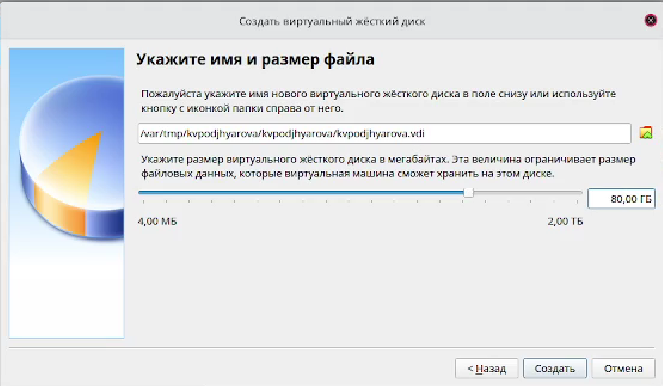 Создать виртуальный жёсткий диск
Укажите имя и размер файла
Пожалуйста укажите имя нового виртуального жёсткого диска в поле снизу или используйте
кнопку с иконкой папки справа от него.
/var/tmp/kvpodjhyarova/kvpodjhyarova/kvpodjhyarova.vdi
Укажите размер виртуального жёсткого диска в мегабайтах. Эта величина ограничивает размер
файловых данных, которые виртуальная машина сможет хранить на этом диске.
80,00 ГБ
4,00 МБ 2,00 ТБ
< Назад Создать Отмена